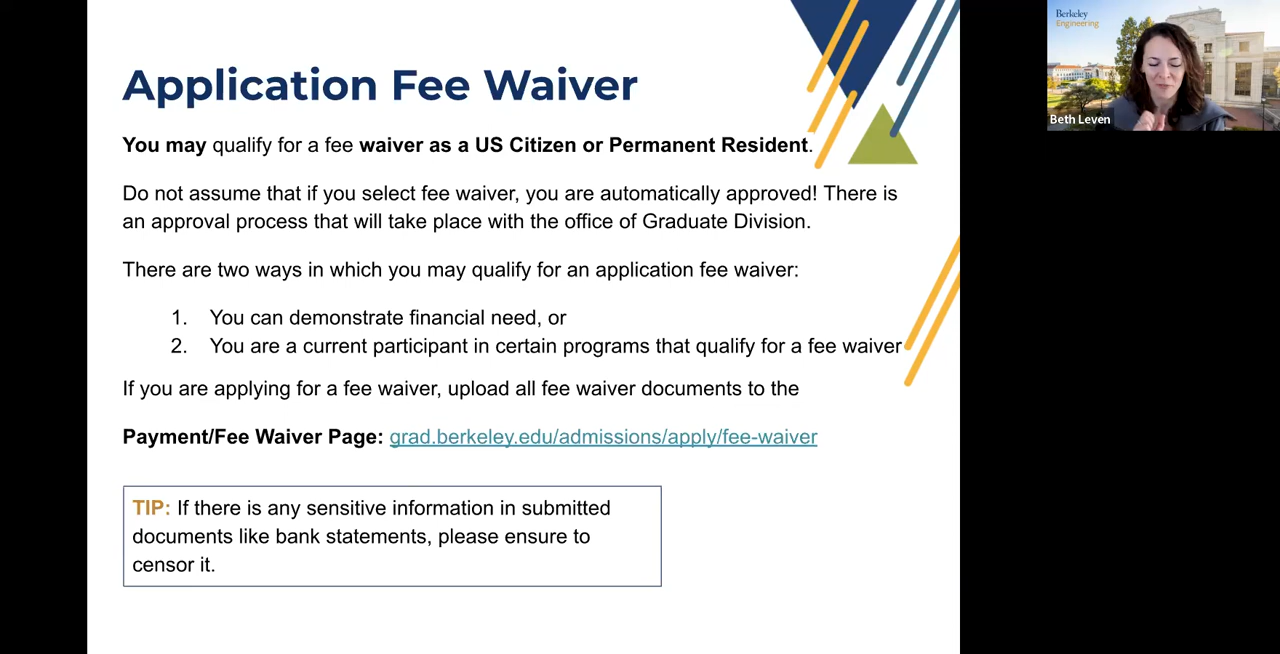 Application Fee Waiver
You may qualify for a fee waiver as a US Citizen or Permanent Resident.
Do not assume that if you select fee waiver, you are automatically approved! There is
an approval process that will take place with the office of Graduate Division.
There are two ways in which you may qualify for an application fee waiver:
1. You can demonstrate financial need, or
2. You are a current participant in certain programs that qualify for a fee waiver
If you are applying for a fee waiver, upload all fee waiver documents to the
Payment/Fee Waiver Page: grad.berkeley.edu/admissions/apply/fee-waiver
TIP: If there is any sensitive information in submitted
documents like bank statements, please ensure to
censor it.
Berkeley
Engineering
Beth Leven